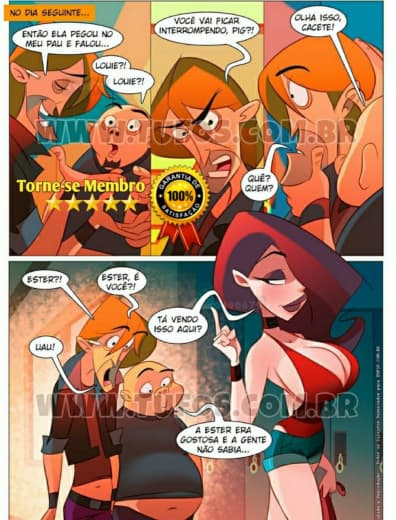 NO DIA SEGUINTE...
ENTÃO ELA PEGOU NO
MEU PAU E FALOU...
LOUIE?!
LOUIE?!
VOCÊ VAI FICAR
INTERROMPENDO, PIG?!
OLHA ISSO,
CACETE!
WWW.TUFOS.COM.BR
Torne-se Membro
GARANTIA DE
100%
SATISFAÇÃO
QUÊ?
QUEM?
ESTER?!
ESTER, É
VOCÊ?!
TÁ VENDO
ISSO AQUI?
UAU!
WWW.TUFOS.COM.BR
A ESTER ERA
GOSTOSA E A GENTE
NÃO SABIA...